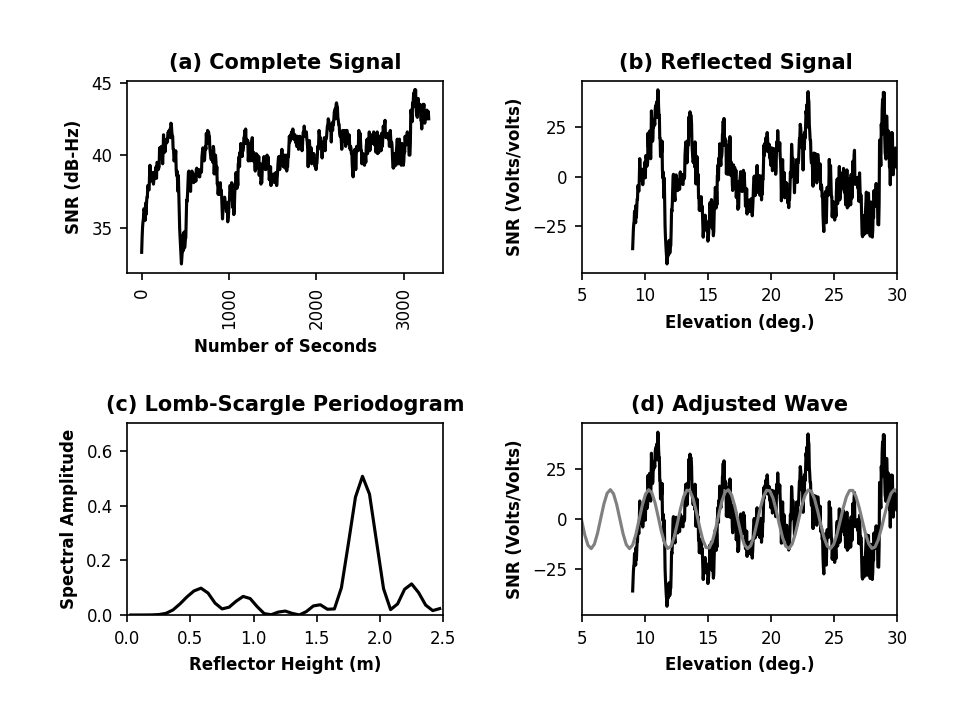 (a) Complete Signal
SNR (dB-Hz)
45
40
35
0
1000
2000
3000
Number of Seconds
(b) Reflected Signal
SNR (Volts/volts)
25
0
−25
5
10
15
20
25
30
Elevation (deg.)
(c) Lomb-Scargle Periodogram
Spectral Amplitude
0.6
0.4
0.2
0.0
0.0
0.5
1.0
1.5
2.0
2.5
Reflector Height (m)
(d) Adjusted Wave
SNR (Volts/Volts)
25
0
−25
5
10
15
20
25
30
Elevation (deg.)